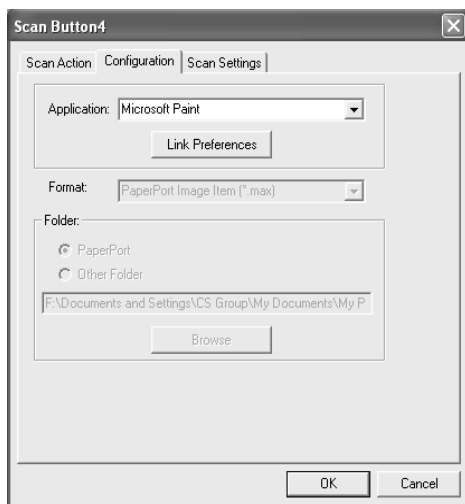 Scan Button4
Scan Action Configuration Scan Settings
Application: Microsoft Paint
Link Preferences
Format: PaperPort Image Item (*.max)
Folder:
PaperPort
Other Folder
F:\Documents and Settings\CS Group\My Documents\My P
Browse
OK Cancel